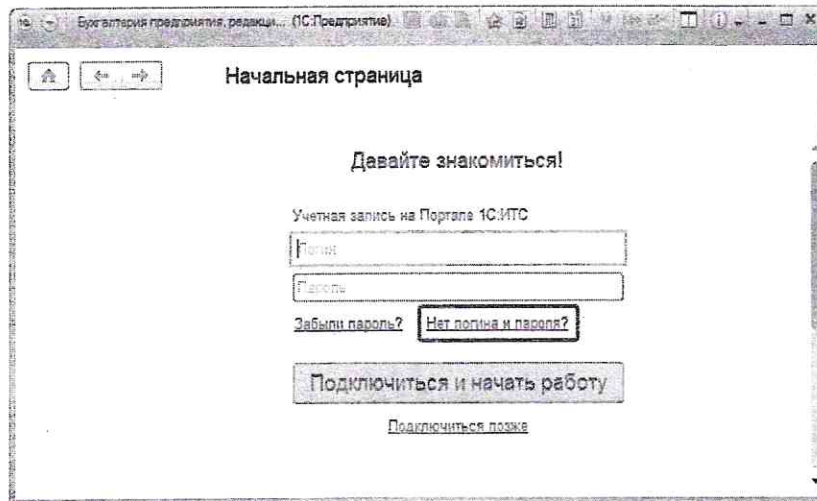 Бухгалтерия предприятия, редакци... (1С:Предприятие)
Начальная страница
Давайте знакомиться!
Учетная запись на Портале 1С:ИТС
Логин
Пароль
Забыли пароль? Нет логина и пароля?
Подключиться и начать работу
Подключиться позже